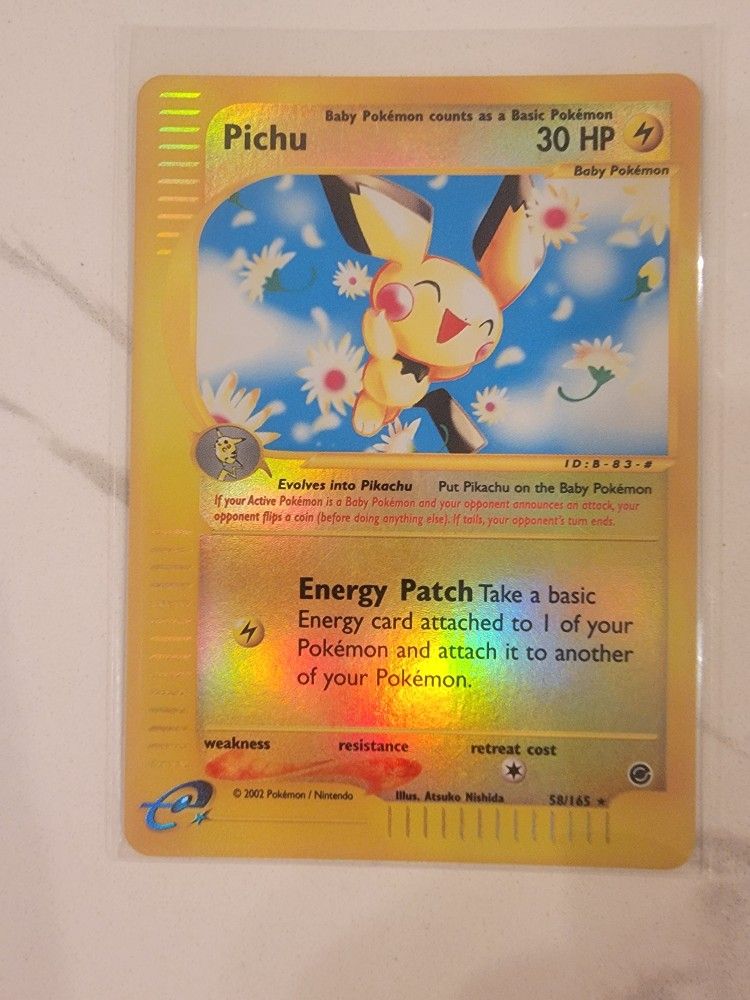 Baby Pokémon counts as a Basic Pokémon
Pichu 30 HP
Baby Pokémon
ID:B-83-#
Evolves into Pikachu Put Pikachu on the Baby Pokémon
If your Active Pokémon is a Baby Pokémon and your opponent announces an attack, your
opponent flips a coin (before doing anything else). If tails, your opponent's turn ends.
Energy Patch Take a basic
Energy card attached to 1 of your
Pokémon and attach it to another
of your Pokémon.
weakness resistance retreat cost
© 2002 Pokémon / Nintendo Illus. Atsuko Nishida 58/165 ★
e